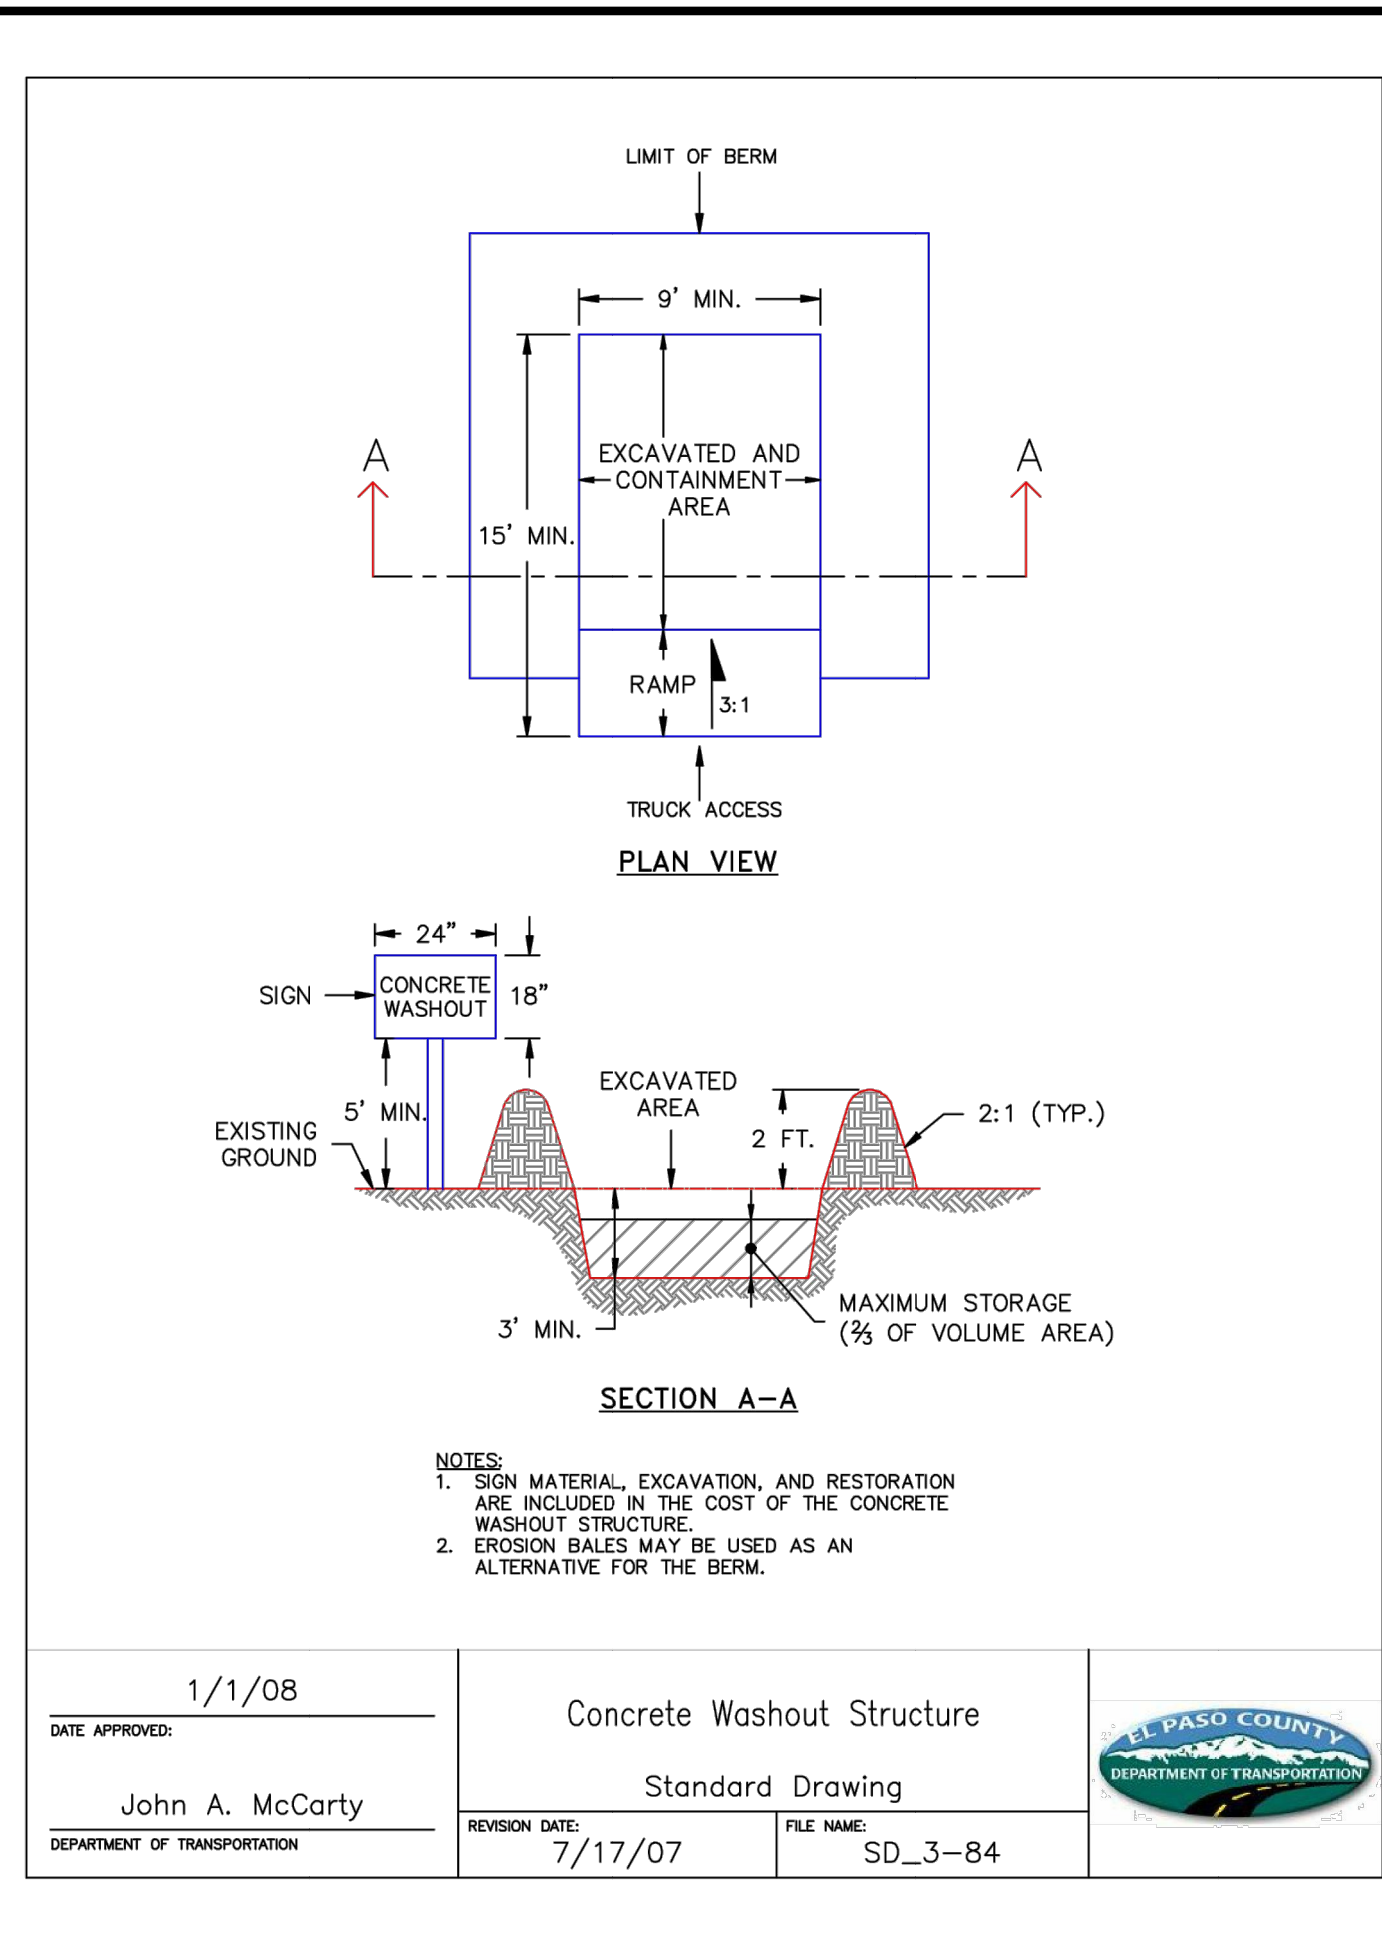 LIMIT OF BERM
9' MIN.
A
A
EXCAVATED AND
CONTAINMENT
AREA
15' MIN.
RAMP
3:1
TRUCK ACCESS
PLAN VIEW
24"
SIGN
CONCRETE
WASHOUT
18"
EXCAVATED
AREA
5' MIN.
2 FT.
2:1 (TYP.)
EXISTING
GROUND
3' MIN.
MAXIMUM STORAGE
(⅔ OF VOLUME AREA)
SECTION A-A
NOTES:
1. SIGN MATERIAL, EXCAVATION, AND RESTORATION
ARE INCLUDED IN THE COST OF THE CONCRETE
WASHOUT STRUCTURE.
2. EROSION BALES MAY BE USED AS AN
ALTERNATIVE FOR THE BERM.
1/1/08
DATE APPROVED:
John A. McCarty
DEPARTMENT OF TRANSPORTATION
Concrete Washout Structure
Standard Drawing
REVISION DATE:
7/17/07
FILE NAME:
SD_3-84
EL PASO COUNTY
DEPARTMENT OF TRANSPORTATION